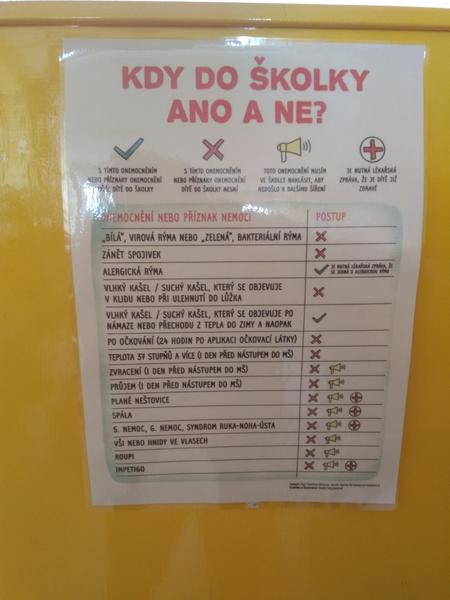 KDY DO ŠKOLKY
ANO A NE?
S TÍMTO ONEMOCNĚNÍM
NEBO PŘÍZNAKY ONEMOCNĚNÍ
DÍTĚ DO ŠKOLKY
S TÍMTO ONEMOCNĚNÍM
NEBO PŘÍZNAKY ONEMOCNĚNÍ
DÍTĚ DO ŠKOLKY NESMÍ
TOTO ONEMOCNĚNÍ MUSÍM
VE ŠKOLCE NAHLÁSIT, ABY
NEDOŠLO K DALŠÍMU ŠÍŘENÍ
JE NUTNÁ LÉKAŘSKÁ
ZPRÁVA, ŽE JE DÍTĚ JIŽ
ZDRAVÉ
ONEMOCNĚNÍ NEBO PŘÍZNAK NEMOCI POSTUP
„BÍLÁ", VIROVÁ RÝMA NEBO „ZELENÁ", BAKTERIÁLNÍ RÝMA
ZÁNĚT SPOJIVEK
ALERGICKÁ RÝMA JE NUTNÁ LÉKAŘSKÁ ZPRÁVA, ŽE
SE JEDNÁ O ALERGICKOU RÝMU
VLHKÝ KAŠEL / SUCHÝ KAŠEL, KTERÝ SE OBJEVUJE
V KLIDU NEBO PŘI ULEHNUTÍ DO LŮŽKA
VLHKÝ KAŠEL / SUCHÝ KAŠEL, KTERÝ SE OBJEVUJE PO
NÁMAZE NEBO PŘECHODU Z TEPLA DO ZIMY A NAOPAK
PO OČKOVÁNÍ (24 HODIN PO APLIKACI OČKOVACÍ LÁTKY)
TEPLOTA 37 STUPŇŮ A VÍCE (1 DEN PŘED NÁSTUPEM DO MŠ)
ZVRACENÍ (1 DEN PŘED NÁSTUPEM DO MŠ)
PRŮJEM (1 DEN PŘED NÁSTUPEM DO MŠ)
PLANÉ NEŠTOVICE
SPÁLA
5. NEMOC, 6. NEMOC, SYNDROM RUKA-NOHA-ÚSTA
VŠI NEBO HNIDY VE VLASECH
ROUPI
IMPETIGO